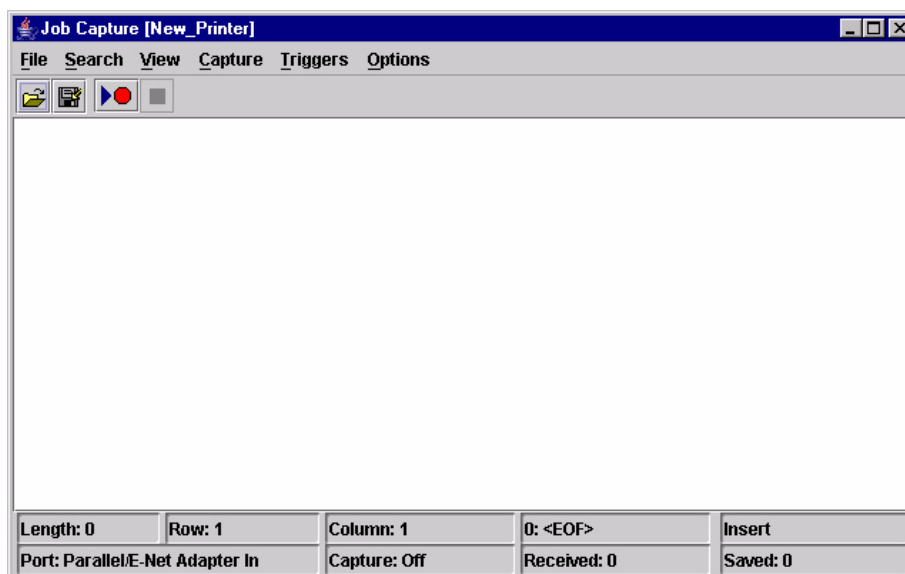 Job Capture [New_Printer]
File Search View Capture Triggers Options
Length: 0 Row: 1 Column: 1 0: <EOF> Insert
Port: Parallel/E-Net Adapter In Capture: Off Received: 0 Saved: 0